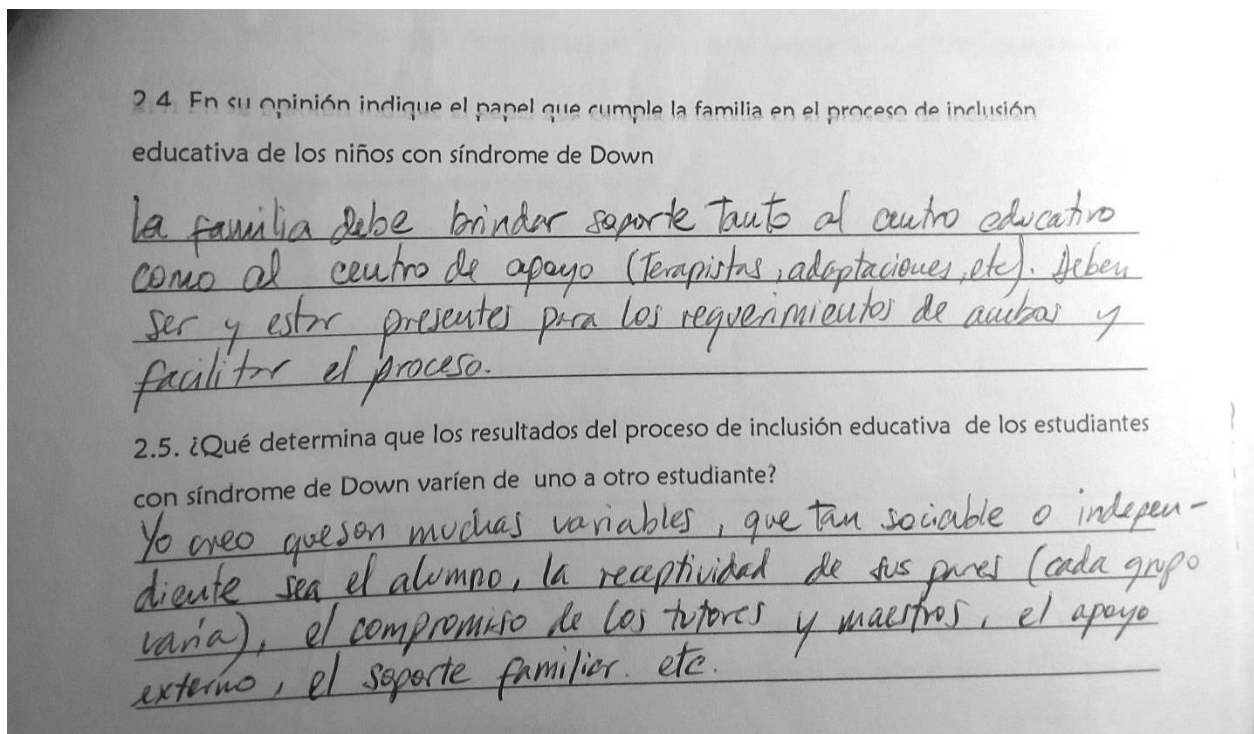 2.4. En su opinión indique el papel que cumple la familia en el proceso de inclusión
educativa de los niños con síndrome de Down
La familia debe brindar soporte tanto al centro educativo
como al centro de apoyo (Terapistas, adaptaciones, etc). Deben
ser y estar presentes para los requerimientos de ambas y
facilitar el proceso.
2.5. ¿Qué determina que los resultados del proceso de inclusión educativa de los estudiantes
con síndrome de Down varíen de uno a otro estudiante?
Yo creo que son muchas variables, que tan sociable o indepen-
diente sea el alumno, la receptividad de sus pares (cada grupo
varia), el compromiso de los tutores y maestros, el apoyo
externo, el soporte familiar. etc.